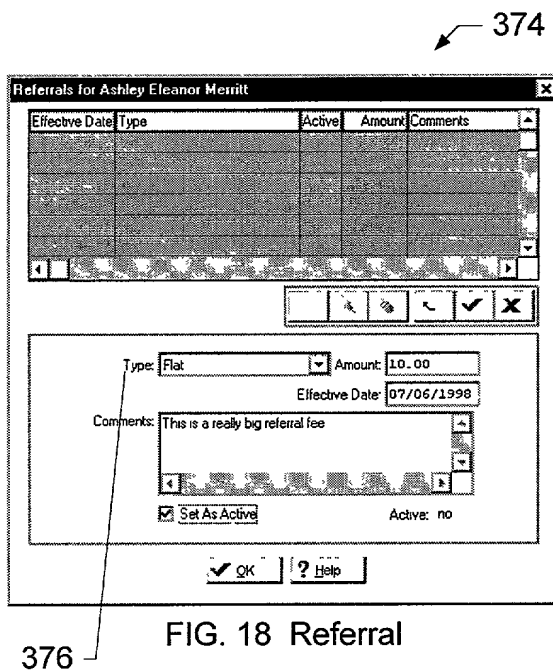 374
Referrals for Ashley Eleanor Merritt
Effective Date Type Active Amount Comments
Type: Flat Amount: 10.00
Effective Date: 07/06/1998
Comments: This is a really big referral fee
Set As Active Active: no
OK ? Help
FIG. 18 Referral
376